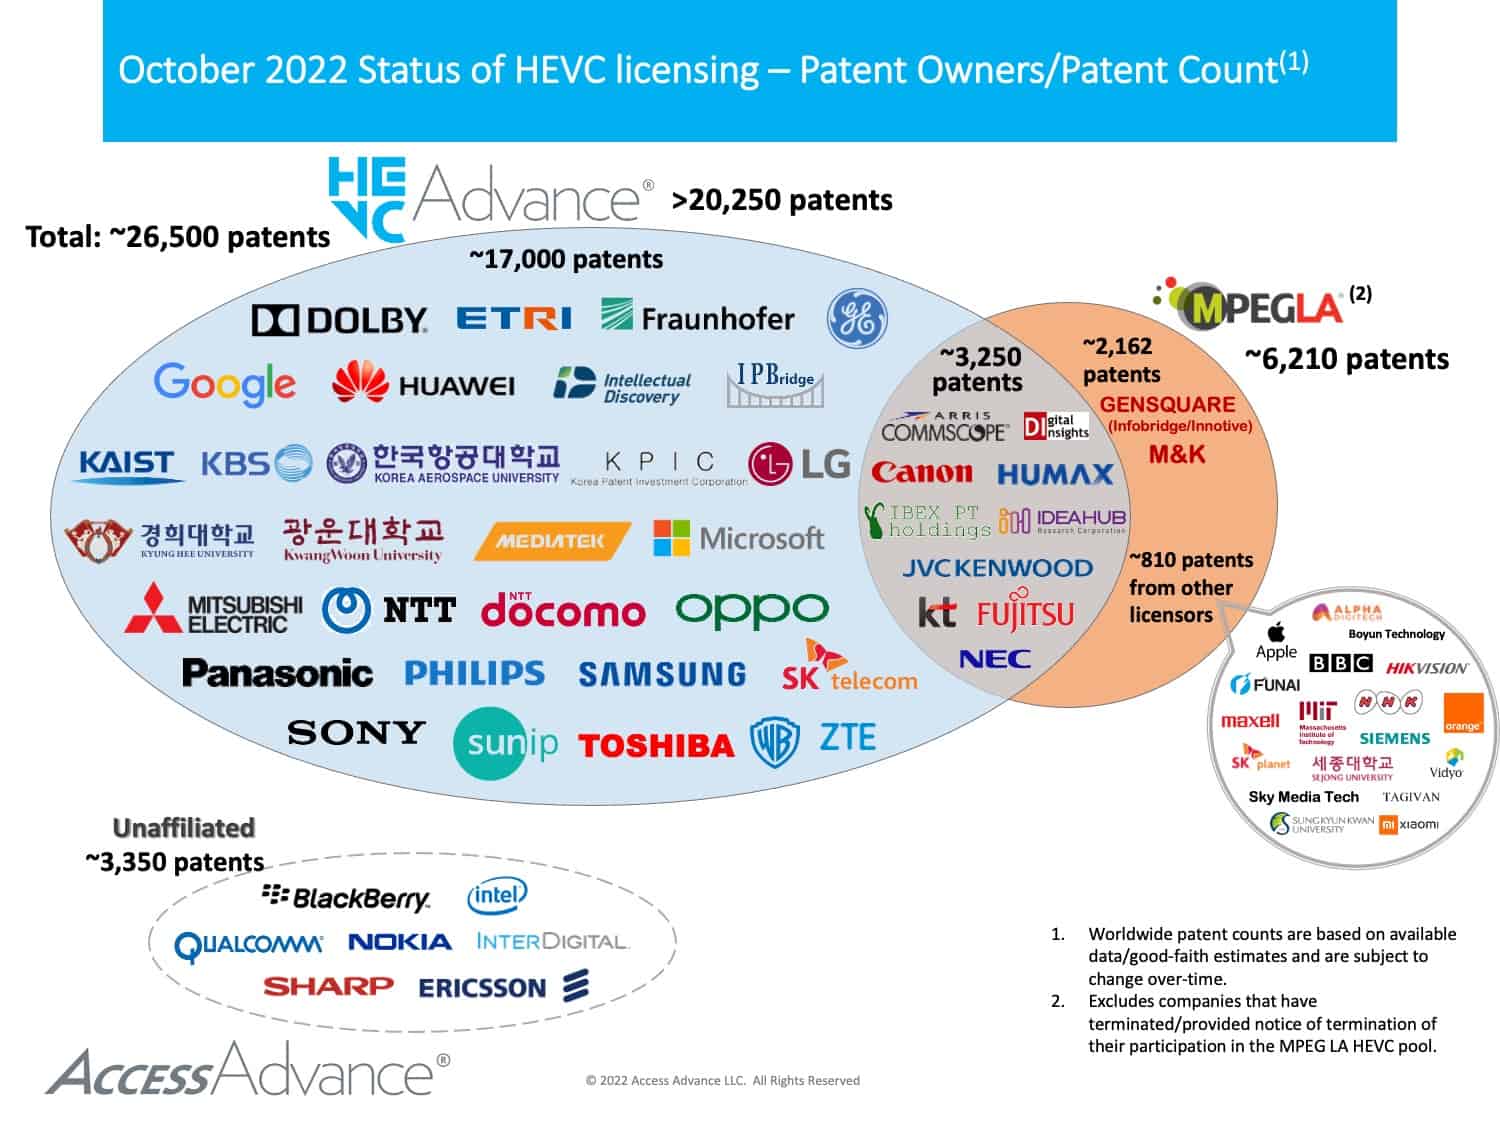 October 2022 Status of HEVC licensing – Patent Owners/Patent Count(1)
HEVC Advance® >20,250 patents
Total: ~26,500 patents
~17,000 patents
DOLBY ETRI Fraunhofer GE
Google HUAWEI Intellectual Discovery IPBridge
KAIST KBS 한국항공대학교 KOREA AEROSPACE UNIVERSITY KPIC Korea Patent Investment Corporation LG
경희대학교 KYUNG HEE UNIVERSITY 광운대학교 KwangWoon University MEDIATEK Microsoft
MITSUBISHI ELECTRIC NTT NTT docomo oppo
Panasonic PHILIPS SAMSUNG SK telecom
SONY sunip TOSHIBA WB ZTE
~3,250
patents
ARRIS
COMMSCOPE® Digital Insights
Canon HUMAX
IBEX PT holdings iH IDEAHUB Research Corporation
JVCKENWOOD
kt FUJITSU
NEC
MPEGLA® (2)
~6,210 patents
~2,162
patents
GENSQUARE
(Infobridge/Innotive)
M&K
~810 patents
from other
licensors
ALPHA DIGITECH
Boyun Technology
Apple BBC HIKVISION
FUNAI
maxell MIT Massachusetts Institute of Technology NHK orange™
SIEMENS
SK planet 세종대학교 SEJONG UNIVERSITY Vidyo
Sky Media Tech TAGIVAN
SUNGKYUNKWAN UNIVERSITY mi xiaomi
Unaffiliated
~3,350 patents
BlackBerry intel
QUALCOMM NOKIA INTERDIGITAL
SHARP ERICSSON
1. Worldwide patent counts are based on available
data/good-faith estimates and are subject to
change over-time.
2. Excludes companies that have
terminated/provided notice of termination of
their participation in the MPEG LA HEVC pool.
ACCESSAdvance®
© 2022 Access Advance LLC. All Rights Reserved